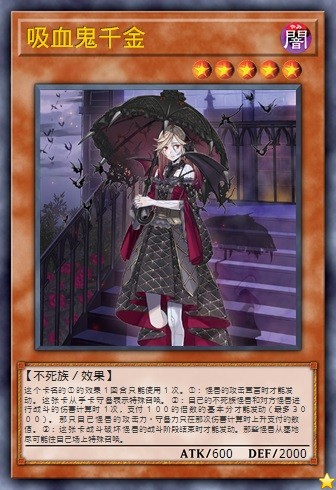 吸血鬼千金
闇
【不死族／效果】
这个卡名的①的效果1回合只能使用1次。①：怪兽的攻击宣言时才能发
动。这张卡从手卡守备表示特殊召唤。②：自己的不死族怪兽和对方怪兽进
行战斗的伤害计算时1次，支付100的倍数的基本分才能发动（最多30
00）。那只自己怪兽的攻击力·守备力只在那次伤害计算时上升支付的数
值。③：这张卡战斗破坏怪兽的战斗阶段结束时才能发动。那些怪兽从墓地
尽可能往自己场上特殊召唤。
ATK/600 DEF/2000